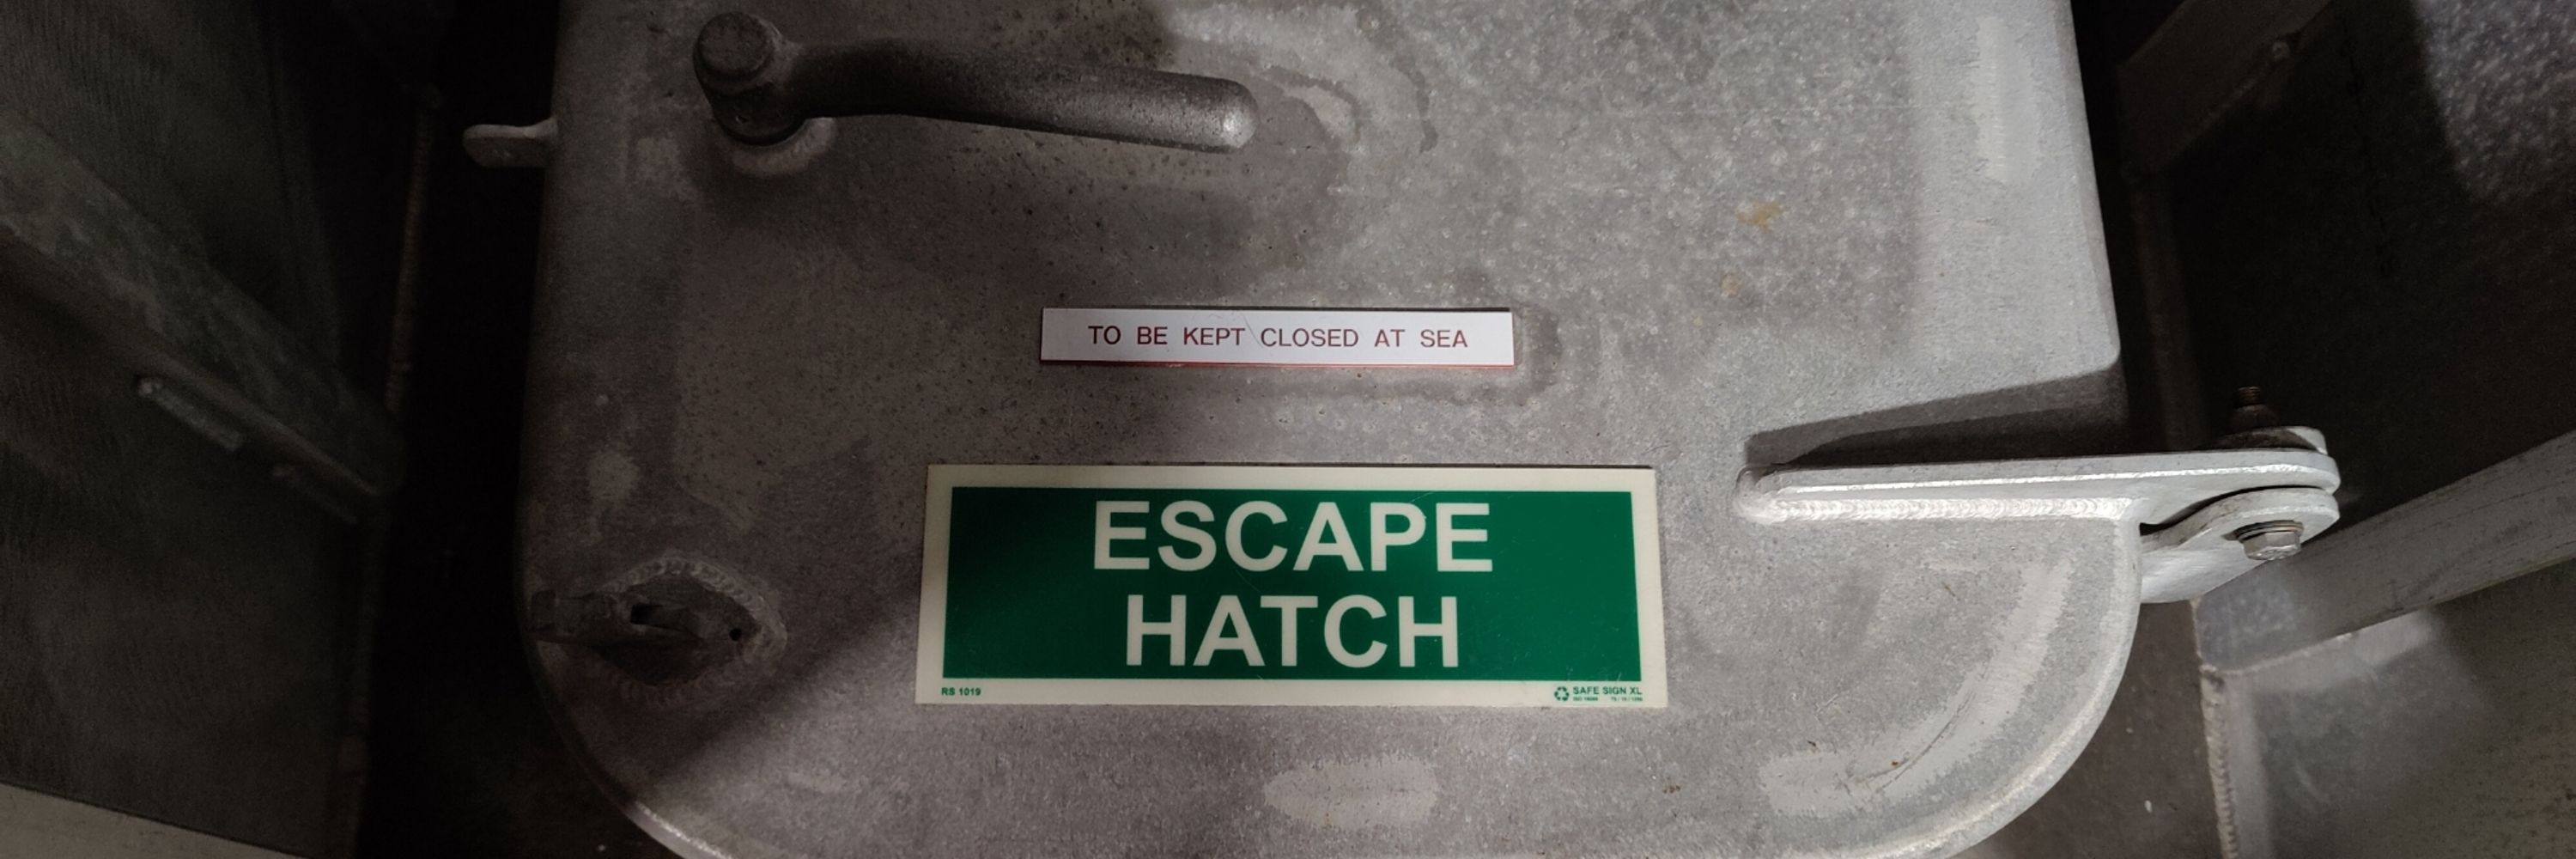 TO BE KEPT CLOSED AT SEA
ESCAPE
HATCH
RS 1019
SAFE SIGN XL